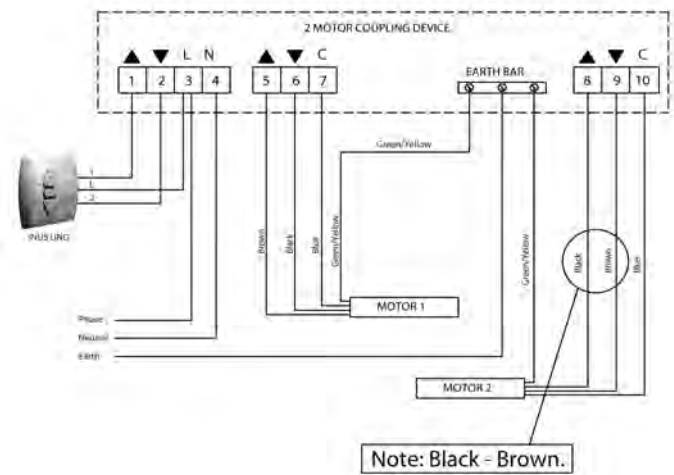 2 MOTOR COUPLING DEVICE
L N
C
C
1 2 3 4
5 6 7
EARTH BAR
8 9 10
Green/Yellow
1
L
2
INUS UNO
Brown
Black
Blue
Green/Yellow
Green/Yellow
Black
Brown
Blue
MOTOR 1
Phase
Neutral
Earth
MOTOR 2
Note: Black - Brown.